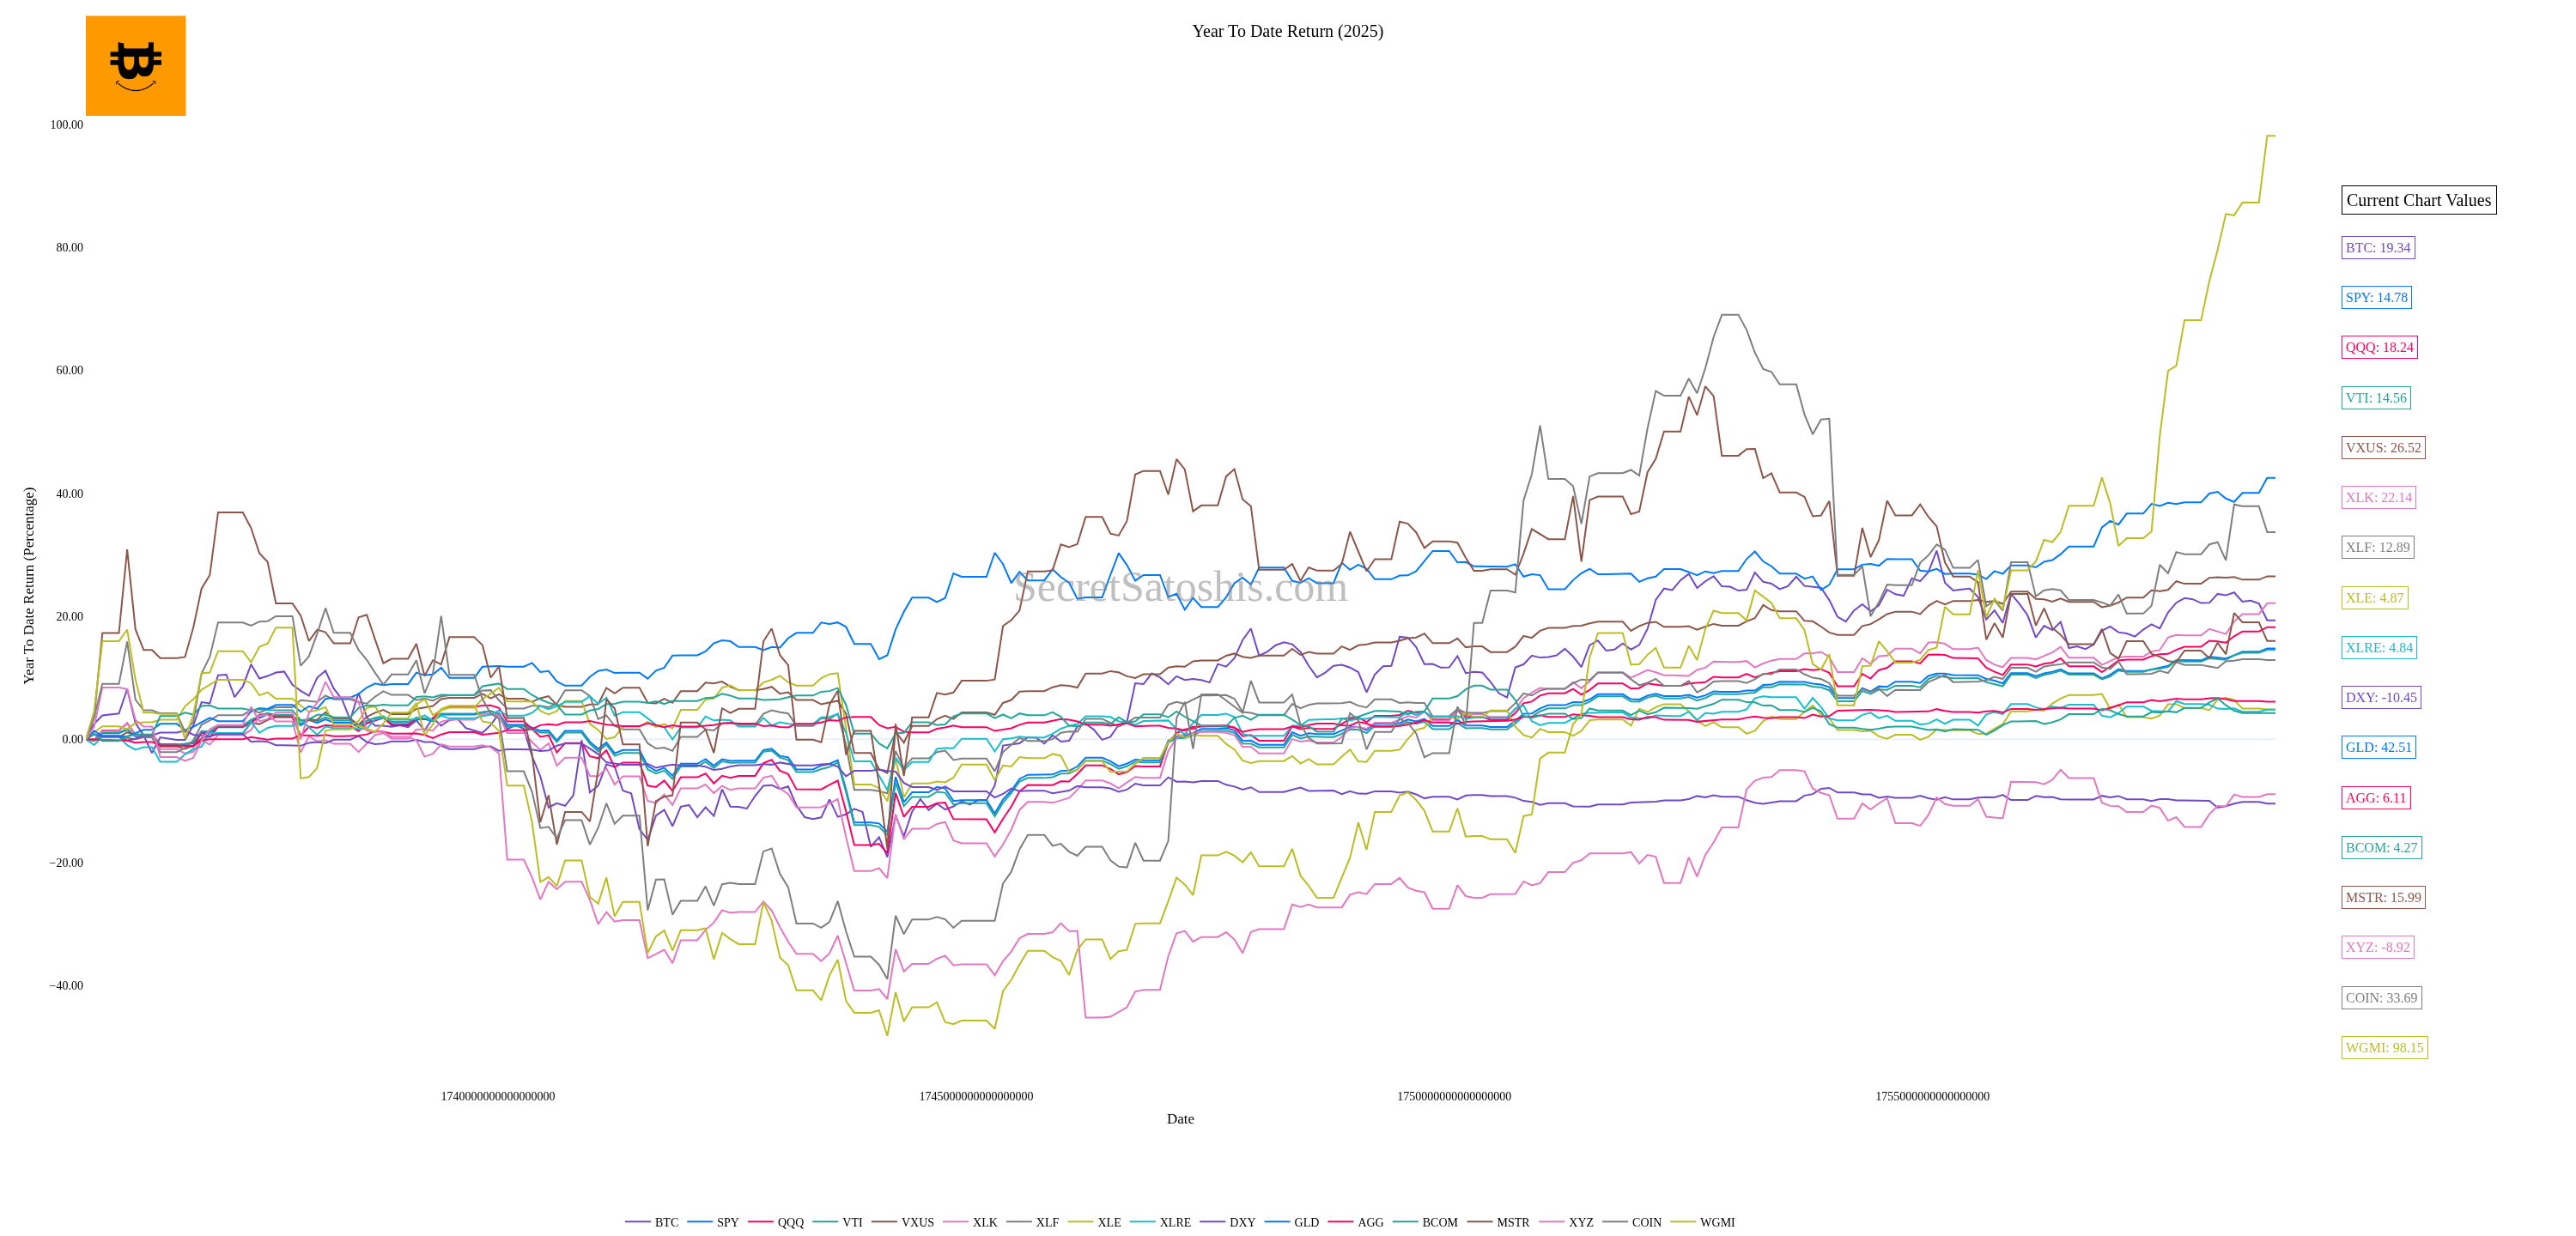 Year To Date Return (2025)
100.00
80.00
60.00
40.00
20.00
0.00
−20.00
−40.00
Year To Date Return (Percentage)
SecretSatoshis.com
Current Chart Values
BTC: 19.34
SPY: 14.78
QQQ: 18.24
VTI: 14.56
VXUS: 26.52
XLK: 22.14
XLF: 12.89
XLE: 4.87
XLRE: 4.84
DXY: -10.45
GLD: 42.51
AGG: 6.11
BCOM: 4.27
MSTR: 15.99
XYZ: -8.92
COIN: 33.69
WGMI: 98.15
1740000000000000000 1745000000000000000 1750000000000000000 1755000000000000000
Date
BTC SPY QQQ VTI VXUS XLK XLF XLE XLRE DXY GLD AGG BCOM MSTR XYZ COIN WGMI